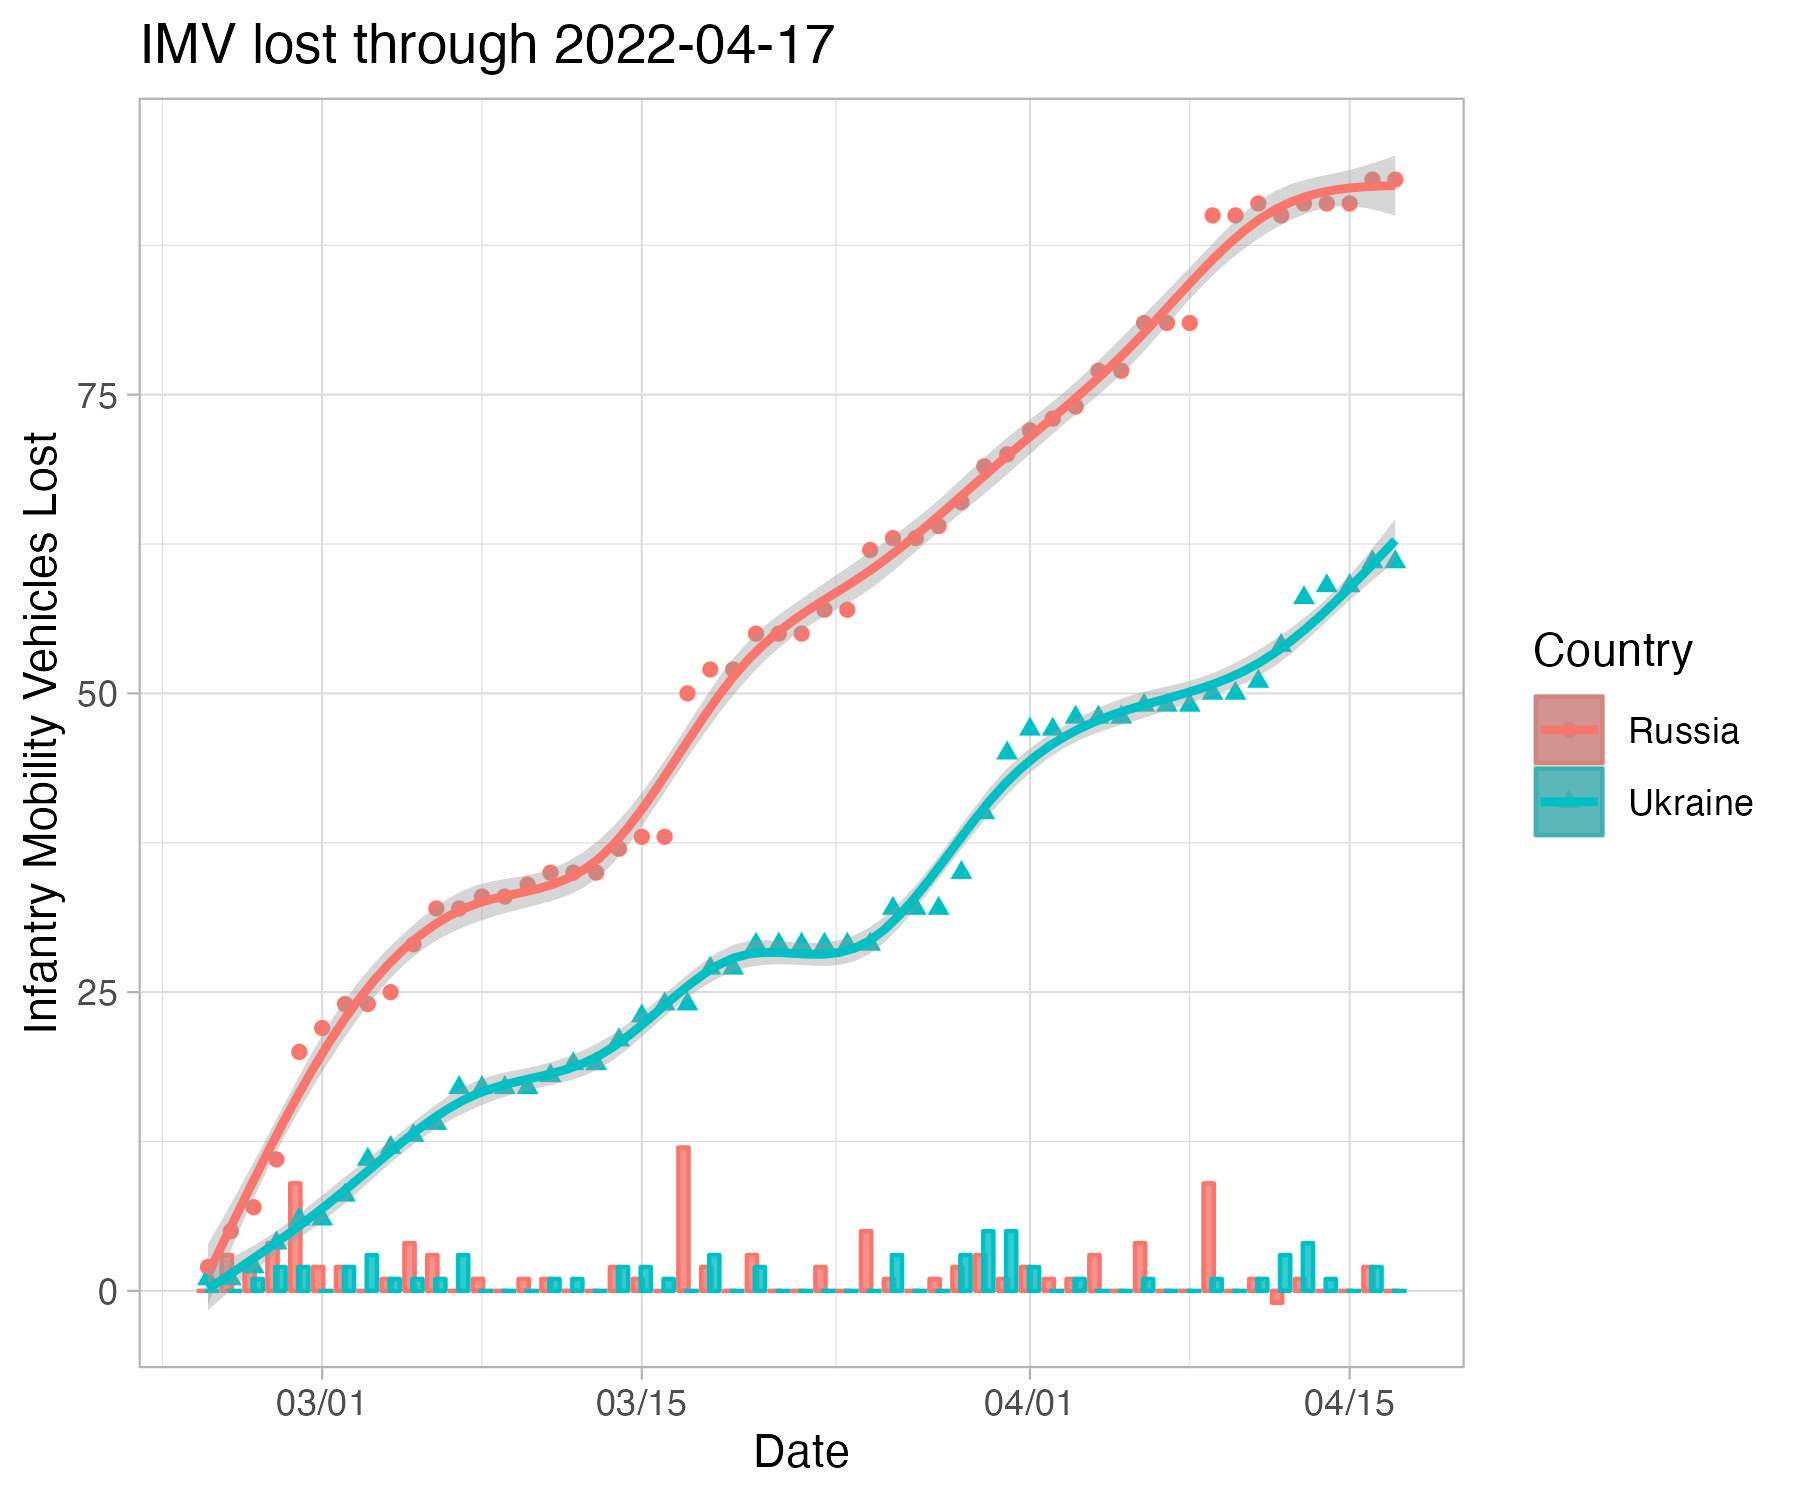 IMV lost through 2022-04-17
Infantry Mobility Vehicles Lost
75
50
25
0
03/01
03/15
04/01
04/15
Date
Country
Russia
Ukraine